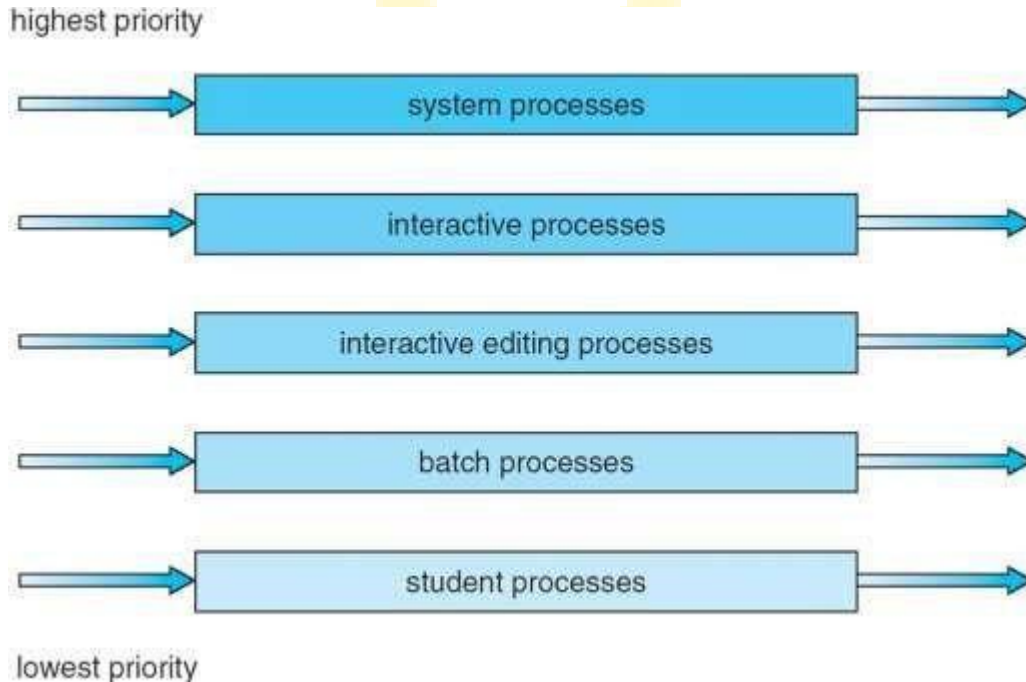 highest priority
system processes
interactive processes
interactive editing processes
batch processes
student processes
lowest priority